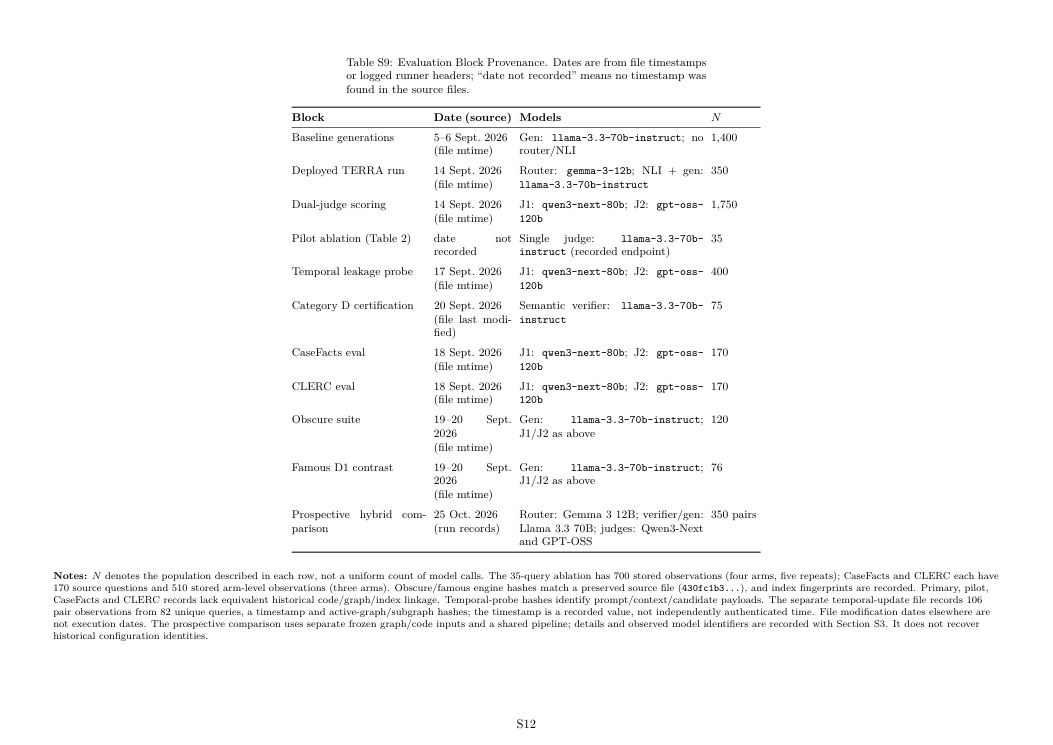 Table S9: Evaluation Block Provenance. Dates are from file timestamps
or logged runner headers; “date not recorded” means no timestamp was
found in the source files.
Block Date (source) Models N
Baseline generations 5–6 Sept. 2026 Gen: llama-3.3-70b-instruct; no 1,400
(file mtime) router/NLI
Deployed TERRA run 14 Sept. 2026 Router: gemma-3-12b; NLI + gen: 350
(file mtime) llama-3.3-70b-instruct
Dual-judge scoring 14 Sept. 2026 J1: qwen3-next-80b; J2: gpt-oss- 1,750
(file mtime) 120b
Pilot ablation (Table 2) date not Single judge: llama-3.3-70b- 35
recorded instruct (recorded endpoint)
Temporal leakage probe 17 Sept. 2026 J1: qwen3-next-80b; J2: gpt-oss- 400
(file mtime) 120b
Category D certification 20 Sept. 2026 Semantic verifier: llama-3.3-70b- 75
(file last modi- instruct
fied)
CaseFacts eval 18 Sept. 2026 J1: qwen3-next-80b; J2: gpt-oss- 170
(file mtime) 120b
CLERC eval 18 Sept. 2026 J1: qwen3-next-80b; J2: gpt-oss- 170
(file mtime) 120b
Obscure suite 19–20 Sept. Gen: llama-3.3-70b-instruct; 120
2026 J1/J2 as above
(file mtime)
Famous D1 contrast 19–20 Sept. Gen: llama-3.3-70b-instruct; 76
2026 J1/J2 as above
(file mtime)
Prospective hybrid com- 25 Oct. 2026 Router: Gemma 3 12B; verifier/gen: 350 pairs
parison (run records) Llama 3.3 70B; judges: Qwen3-Next
and GPT-OSS
Notes: N denotes the population described in each row, not a uniform count of model calls. The 35-query ablation has 700 stored observations (four arms, five repeats); CaseFacts and CLERC each have
170 source questions and 510 stored arm-level observations (three arms). Obscure/famous engine hashes match a preserved source file (430fc1b3...), and index fingerprints are recorded. Primary, pilot,
CaseFacts and CLERC records lack equivalent historical code/graph/index linkage. Temporal-probe hashes identify prompt/context/candidate payloads. The separate temporal-update file records 106
pair observations from 82 unique queries, a timestamp and active-graph/subgraph hashes; the timestamp is a recorded value, not independently authenticated time. File modification dates elsewhere are
not execution dates. The prospective comparison uses separate frozen graph/code inputs and a shared pipeline; details and observed model identifiers are recorded with Section S3. It does not recover
historical configuration identities.
S12